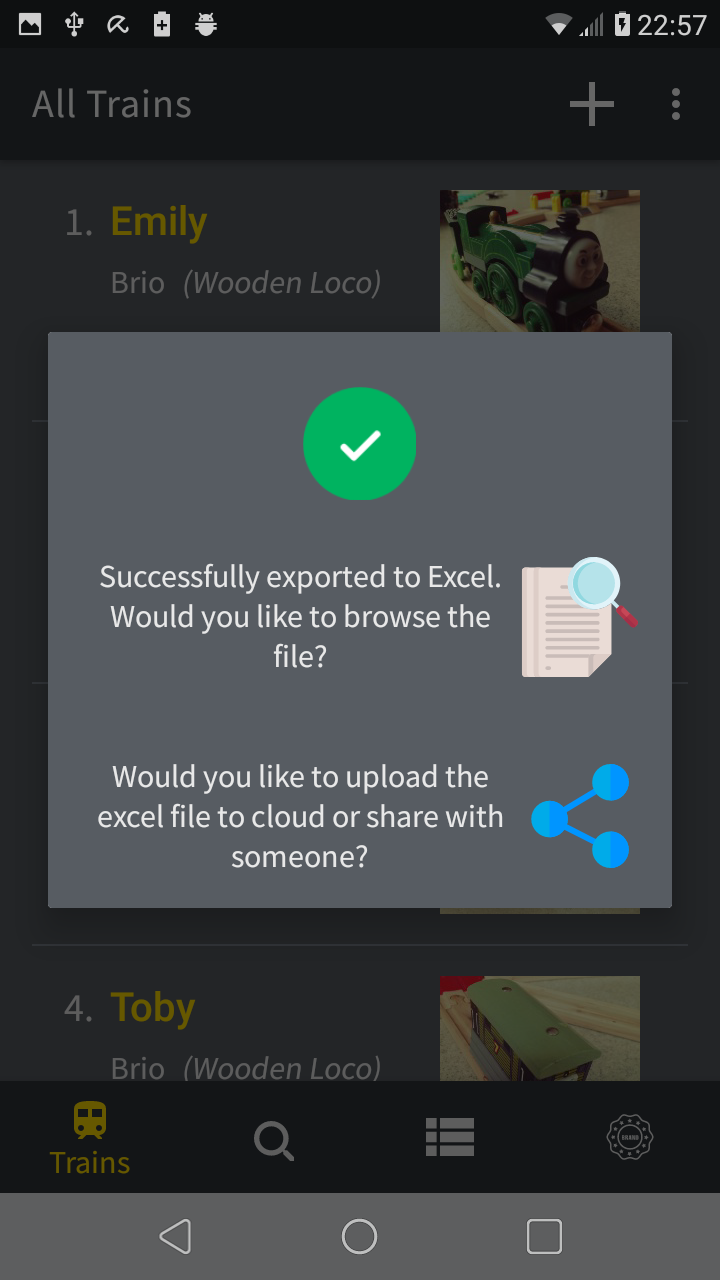 22:57
All Trains
1. Emily
Brio (Wooden Loco)
Successfully exported to Excel.
Would you like to browse the
file?
Would you like to upload the
excel file to cloud or share with
someone?
4. Toby
Brio (Wooden Loco)
Trains
BRAND